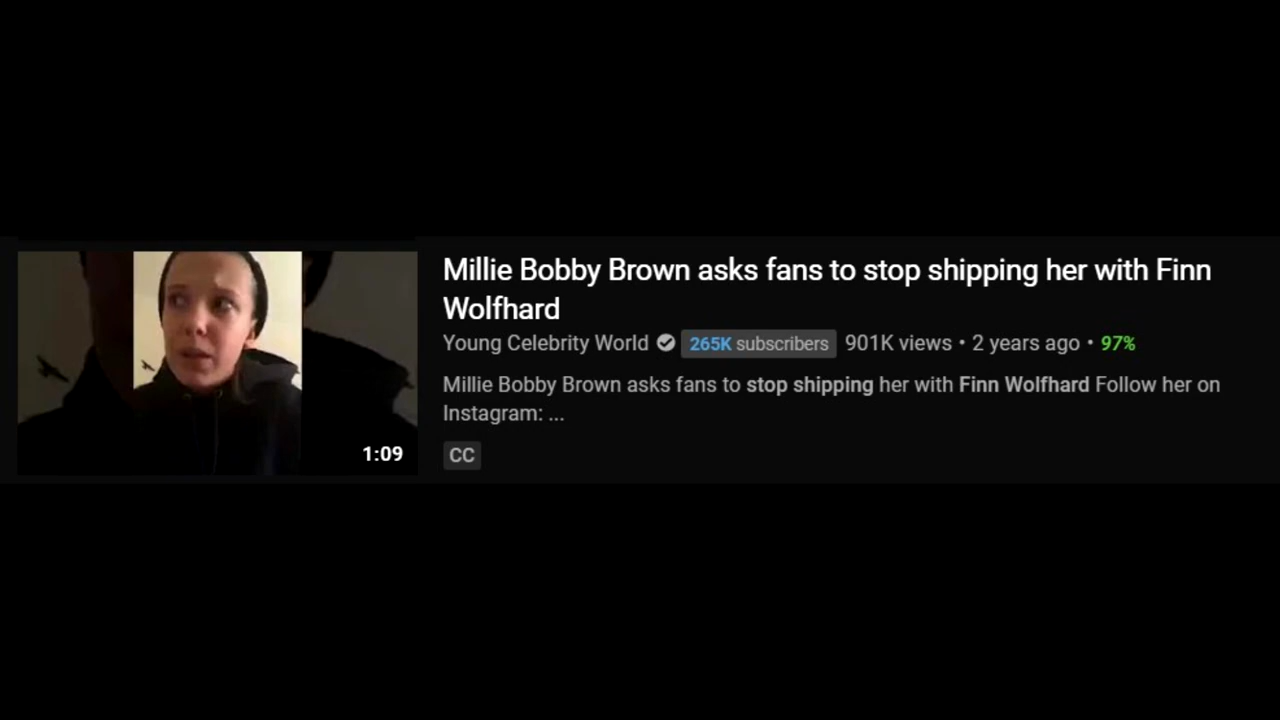 Millie Bobby Brown asks fans to stop shipping her with Finn
Wolfhard
Young Celebrity World 265K subscribers 901K views • 2 years ago • 97%
Millie Bobby Brown asks fans to stop shipping her with Finn Wolfhard Follow her on
Instagram: ...
1:09
CC